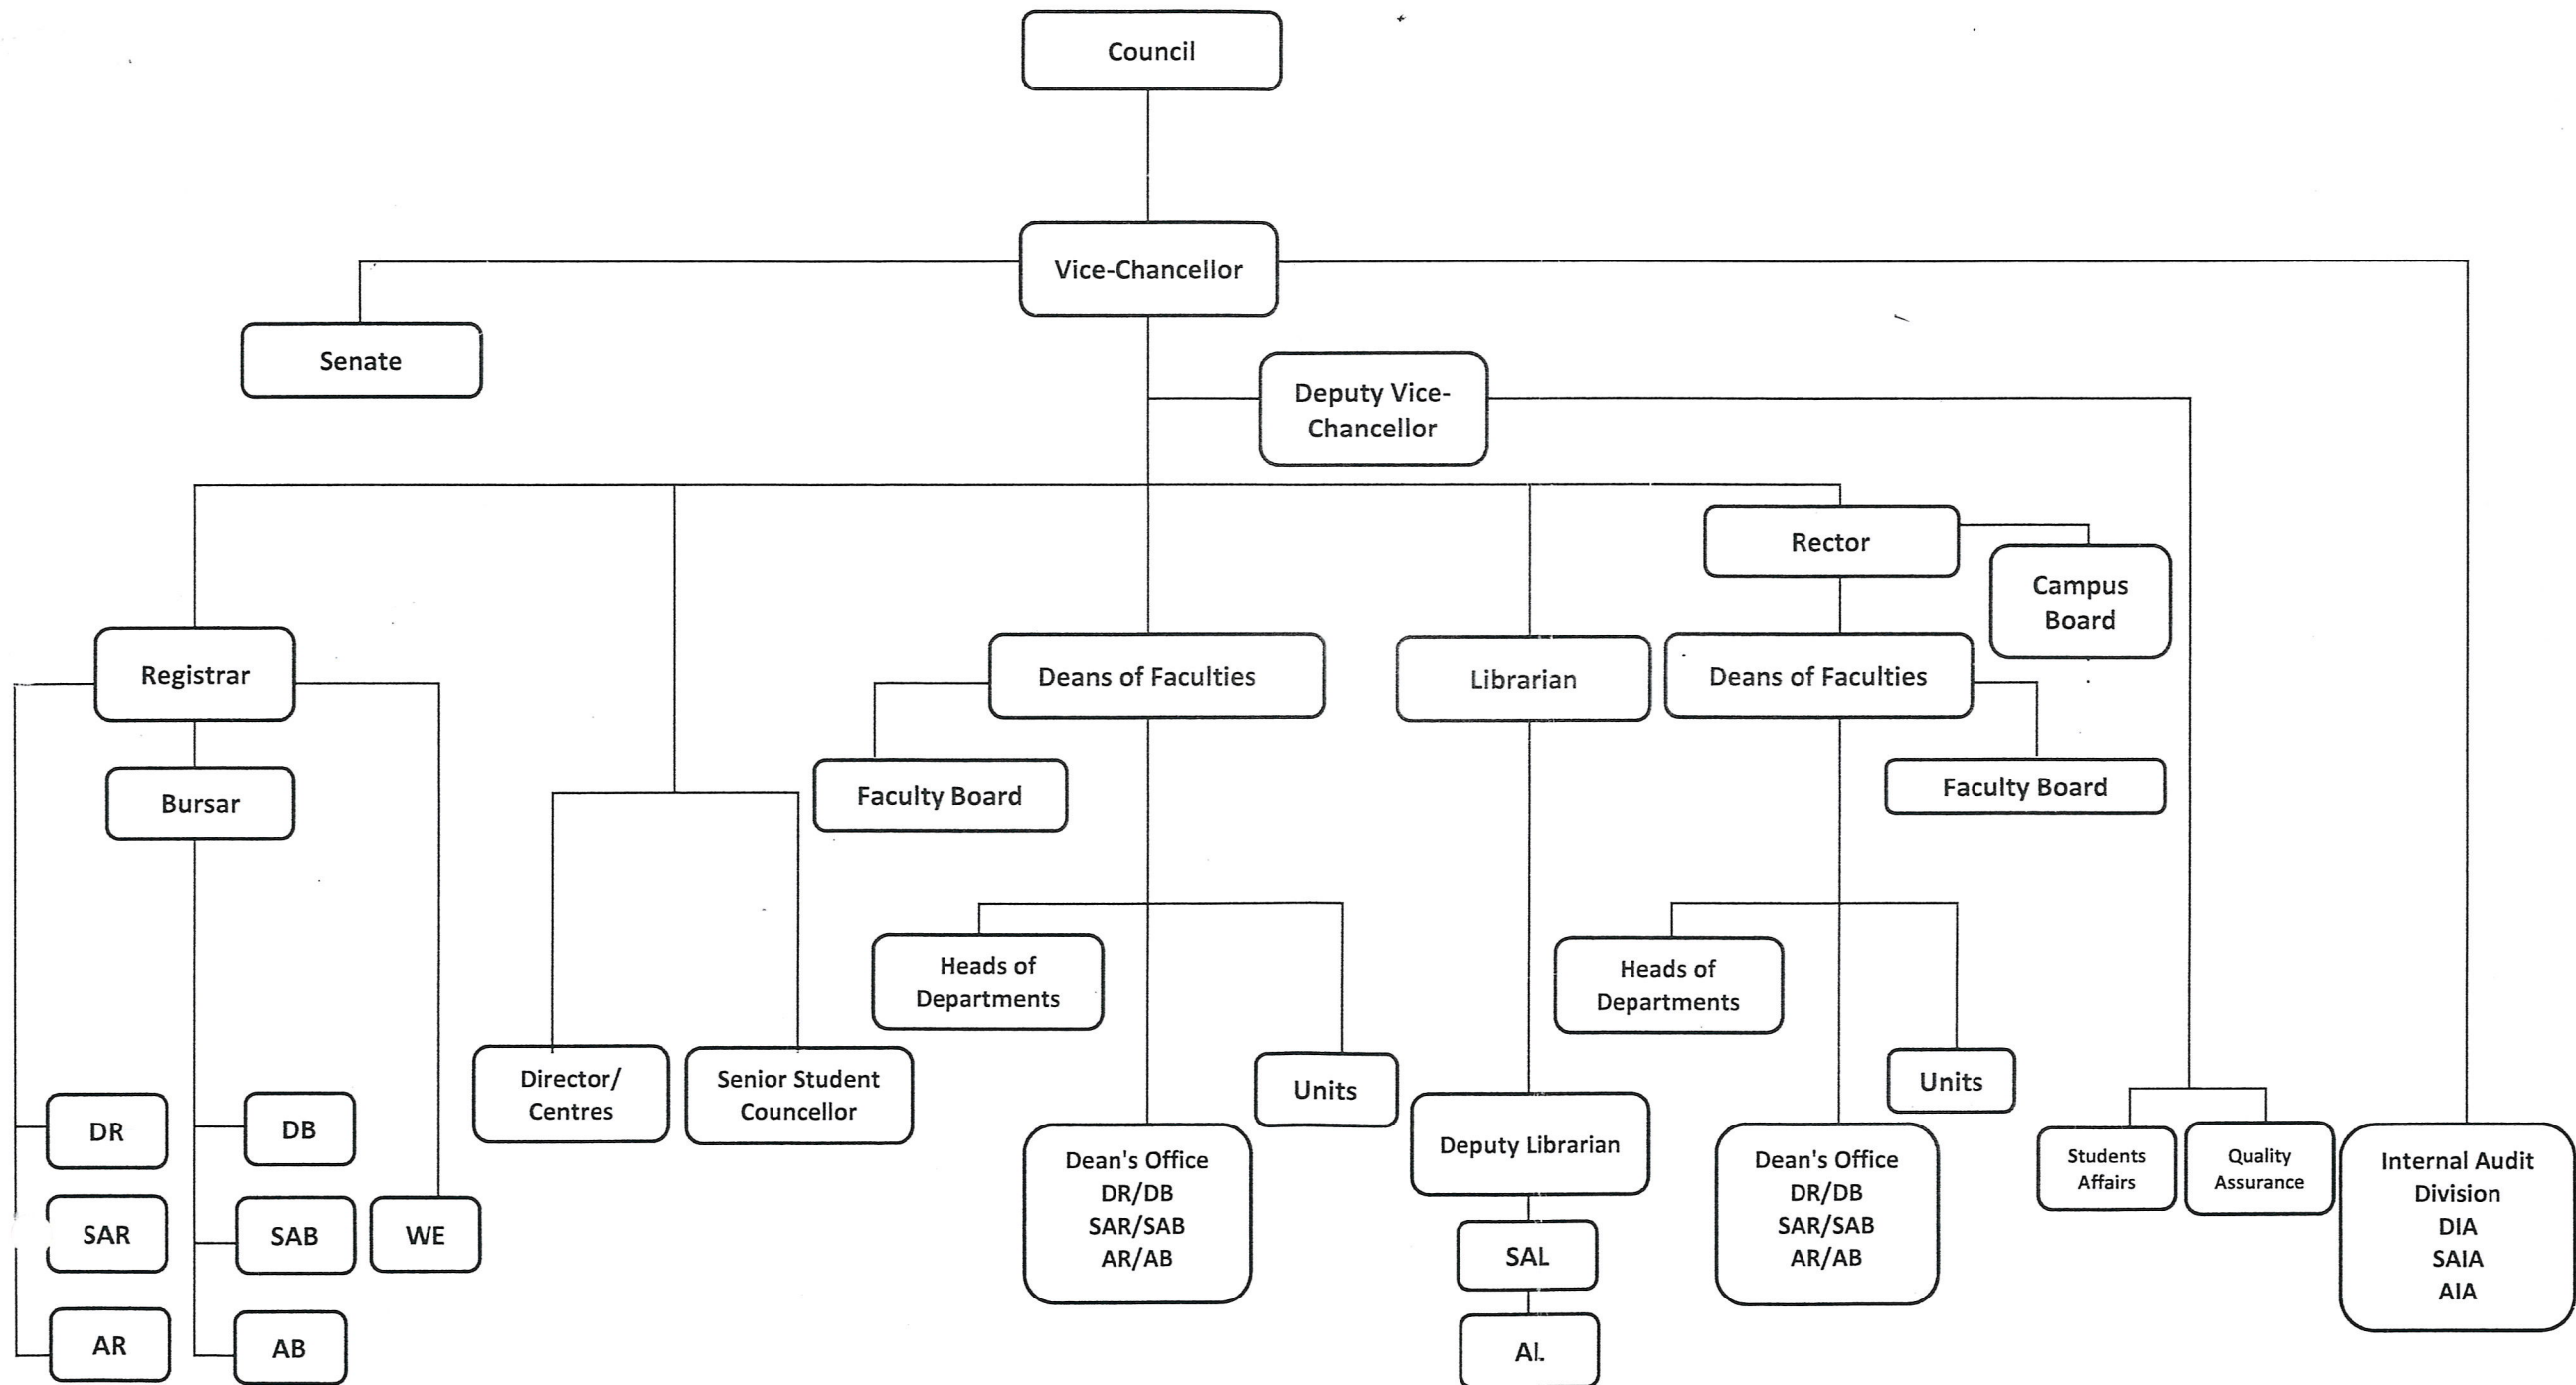 Council
Vice-Chancellor
Senate
Deputy Vice-
Chancellor
Rector
Campus
Board
Registrar
Deans of Faculties
Librarian
Deans of Faculties
Bursar
Faculty Board
Faculty Board
Heads of
Departments
Heads of
Departments
Director/
Centres
Senior Student
Councellor
Units
Units
DR
DB
Dean's Office
DR/DB
SAR/SAB
AR/AB
Deputy Librarian
Dean's Office
DR/DB
SAR/SAB
AR/AB
Students
Affairs
Quality
Assurance
Internal Audit
Division
DIA
SAIA
AIA
SAR
SAB
WE
SAL
AR
AB
AL